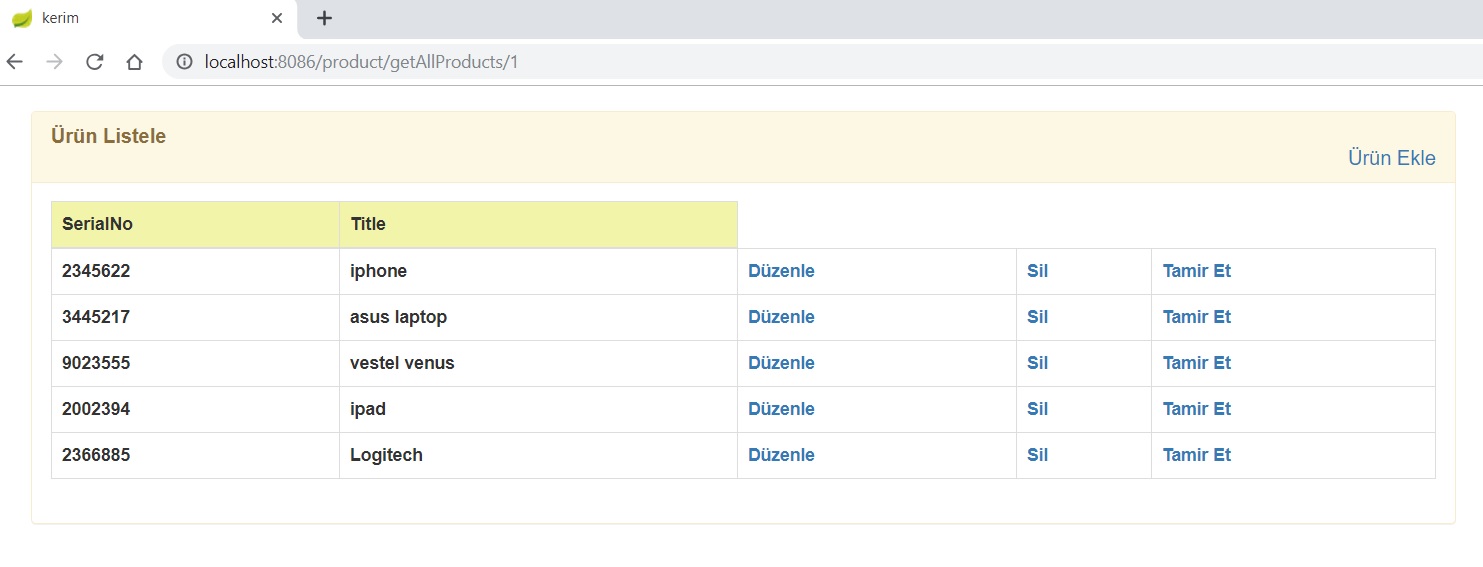 kerim
localhost:8086/product/getAllProducts/1
Ürün Listele
Ürün Ekle
SerialNo Title
2345622 iphone Düzenle Sil Tamir Et
3445217 asus laptop Düzenle Sil Tamir Et
9023555 vestel venus Düzenle Sil Tamir Et
2002394 ipad Düzenle Sil Tamir Et
2366885 Logitech Düzenle Sil Tamir Et